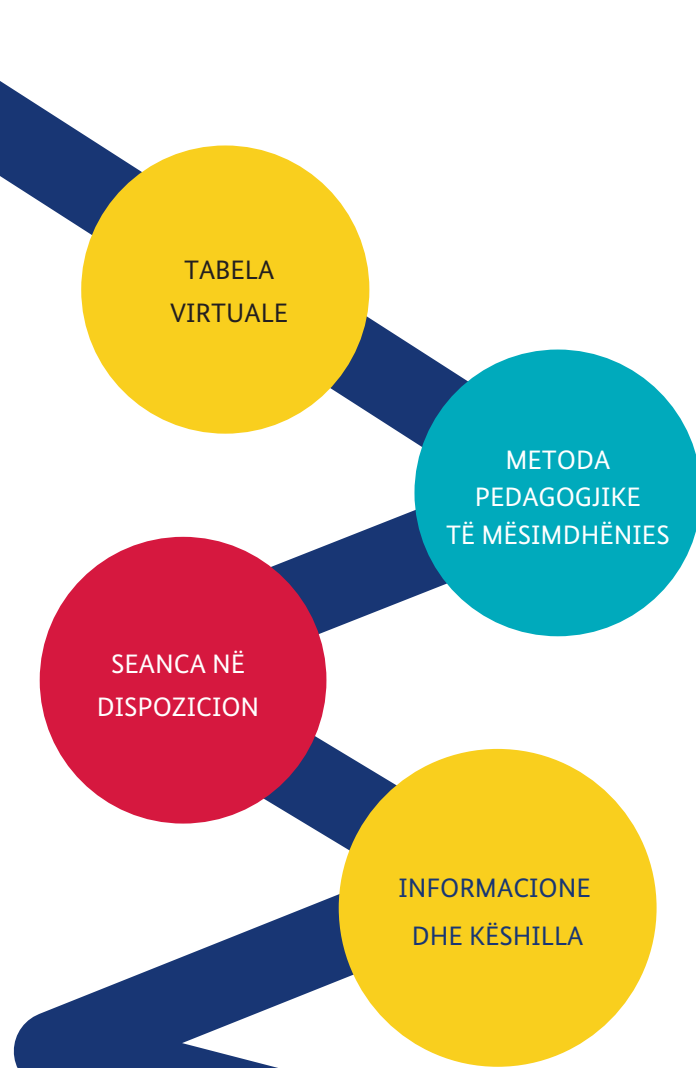 TABELA
VIRTUALE
METODA
PEDAGOGJIKE
TË MËSIMDHËNIES
SEANCA NË
DISPOZICION
INFORMACIONE
DHE KËSHILLA